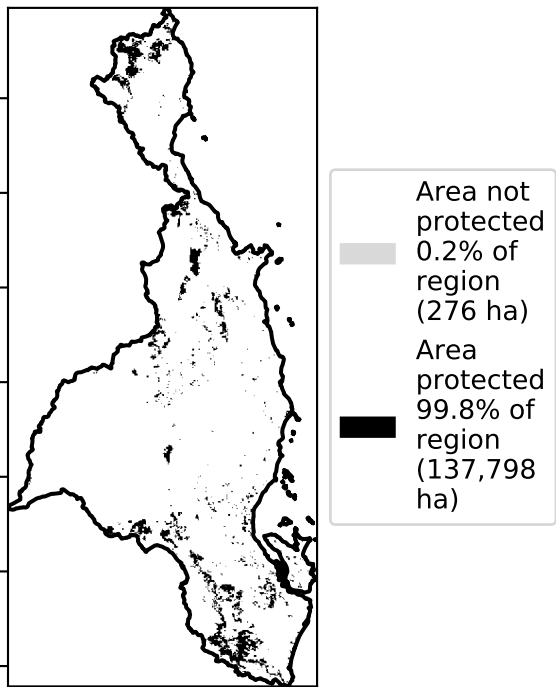 Area not
protected
0.2% of
region
(276 ha)
Area
protected
99.8% of
region
(137,798
ha)